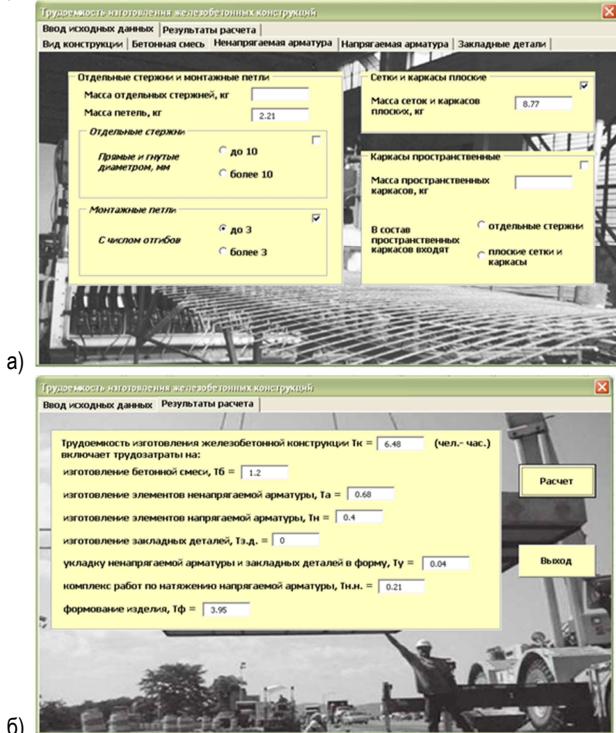 Трудоемкость изготовления железобетонных конструкций
Ввод исходных данных Результаты расчета
Вид конструкции Бетонная смесь Ненапрягаемая арматура Напрягаемая арматура Закладные детали
Отдельные стержни и монтажные петли
Масса отдельных стержней, кг
Масса петель, кг 2.21
Отдельные стержни
Прямые и гнутые
диаметром, мм
до 10
более 10
Монтажные петли
С числом отгибов
до 3
более 3
Сетки и каркасы плоские
Масса сеток и каркасов
плоских, кг
8.77
Каркасы пространственные
Масса пространственных
каркасов, кг
В состав
пространственных
каркасов входят
отдельные стержни
плоские сетки и
каркасы
а)
Трудоемкость изготовления железобетонных конструкций
Ввод исходных данных Результаты расчета
Трудоемкость изготовления железобетонной конструкции Тк = 6.48 (чел.- час.)
включает трудозатраты на:
изготовление бетонной смеси, Тб = 1.2
изготовление элементов ненапрягаемой арматуры, Та = 0.68
изготовление элементов напрягаемой арматуры, Тн = 0.4
изготовление закладных деталей, Тз.д. = 0
укладку ненапрягаемой арматуры и закладных деталей в форму, Ту = 0.04
комплекс работ по натяжению напрягаемой арматуры, Тн.н. = 0.21
формование изделия, Тф = 3.95
Расчет
Выход
б)